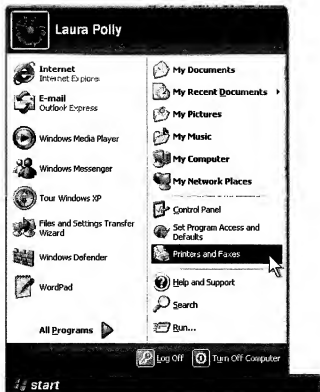 Laura Polly
Internet
Internet Explorer
E-mail
Outlook Express
Windows Media Player
Windows Messenger
Tour Windows XP
Files and Settings Transfer
Wizard
Windows Defender
WordPad
All Programs
My Documents
My Recent Documents
My Pictures
My Music
My Computer
My Network Places
Control Panel
Set Program Access and
Defaults
Printers and Faxes
Help and Support
Search
Run...
Log Off
Turn Off Computer
start